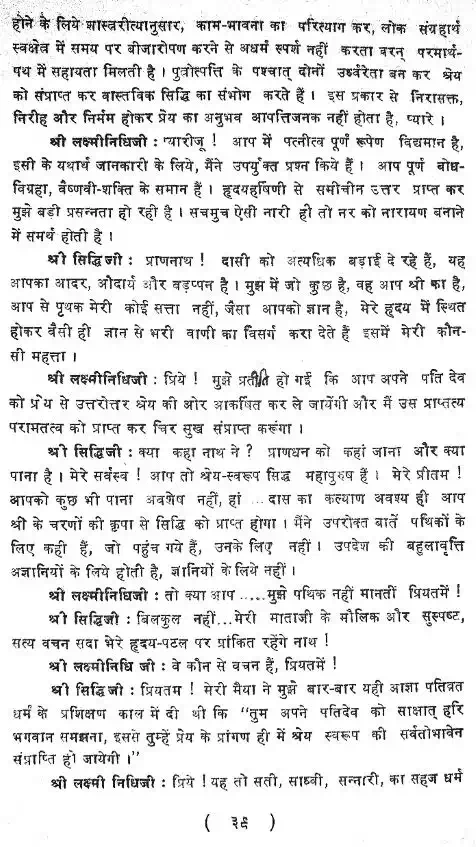 होने के लिये शास्त्ररीत्यानुसार, काम-भावना का परित्याग कर, लोक संग्रहार्थ
स्वक्षेत्र में समय पर बीजारोपण करने से अधर्म स्पर्श नहीं करता वरन् परमार्थ-
पथ में सहायता मिलती है । पुत्रोत्पत्ति के पश्चात् दोनों उर्ध्वरेता बन कर श्रेय
को संप्राप्त कर वास्तविक सिद्धि का संभोग करते हैं । इस प्रकार से निरासक्त,
निरीह और निर्मम होकर प्रेय का अनुभव आपत्तिजनक नहीं होता है, प्यारे ।
श्री लक्ष्मीनिधिजी : प्यारीजू ! आप में पत्नीत्व पूर्ण रूपेण विद्यमान है,
इसी के यथार्थ जानकारी के लिये, मैंने उपर्युक्त प्रश्न किये हैं । आप पूर्ण बोध-
विग्रहा, वैष्णवी-शक्ति के समान हैं । हृदयहर्षिणी से समीचीन उत्तर प्राप्त कर
मुझे बड़ी प्रसन्नता हो रही है । सचमुच ऐसी नारी ही तो नर को नारायण बनाने
में समर्थ होती है ।
श्री सिद्धिजी : प्राणनाथ ! दासी को अत्यधिक बड़ाई दे रहे हैं, यह
आपका आदर, औदार्य और बड़प्पन है । मुझ में जो कुछ है, वह आप श्री का है,
आप से पृथक मेरी कोई सत्ता नहीं, जैसा आपको ज्ञान है, मेरे हृदय में स्थित
होकर वैसी ही ज्ञान से भरी वाणी का विसर्ग करा देते हैं इसमें मेरी कौन-
सी महत्ता ।
श्री लक्ष्मीनिधिजी : प्रिये ! मुझे प्रतीति हो गई कि आप अपने पति देव
को प्रेय से उत्तरोत्तर श्रेय की ओर आकर्षित कर ले जायेंगी और मैं उस प्राप्तत्य
परामतत्व को प्राप्त कर चिर सुख संप्राप्त करूंगा ।
श्री सिद्धिजी : क्या कहा नाथ ने ? प्राणधन को कहां जाना और क्या
पाना है । मेरे सर्वस्व ! आप तो श्रेय-स्वरूप सिद्ध महापुरुष हैं । मेरे प्रीतम !
आपको कुछ भी पाना अवशेष नहीं, हां ... दास का कल्याण अवश्य ही आप
श्री के चरणों की कृपा से सिद्धि को प्राप्त होगा । मैंने उपरोक्त बातें पथिकों के
लिए कही हैं, जो पहुंच गये हैं, उनके लिए नहीं । उपदेश की बहुलावृत्ति
अज्ञानियों के लिये होती है, ज्ञानियों के लिये नहीं ।
श्री लक्ष्मीनिधिजी : तो क्या आप .....मुझे पथिक नहीं मानतीं प्रियतमें !
श्री सिद्धिजी : बिलकुल नहीं...मेरी माताजी के मौलिक और सुस्पष्ट,
सत्य वचन सदा मेरे हृदय-पटल पर प्रांकित रहेंगे नाथ !
श्री लक्ष्मीनिधि जी : वे कौन से वचन हैं, प्रियतमें !
श्री सिद्धिजी : प्रियतम ! मेरी मैया ने मुझे बार-बार यही आज्ञा पतिव्रत
धर्म के प्रशिक्षण काल में दी थी कि "तुम अपने पतिदेव को साक्षात् हरि
भगवान समझना, इससे तुम्हें प्रेय के प्रांगण ही में श्रेय स्वरूप की सर्वतोभावेन
संप्राप्ति हो जायेगी ।"
श्री लक्ष्मी निधिजी : प्रिये ! यह तो सती, साध्वी, सन्नारी, का सहज धर्म
( ३९ )